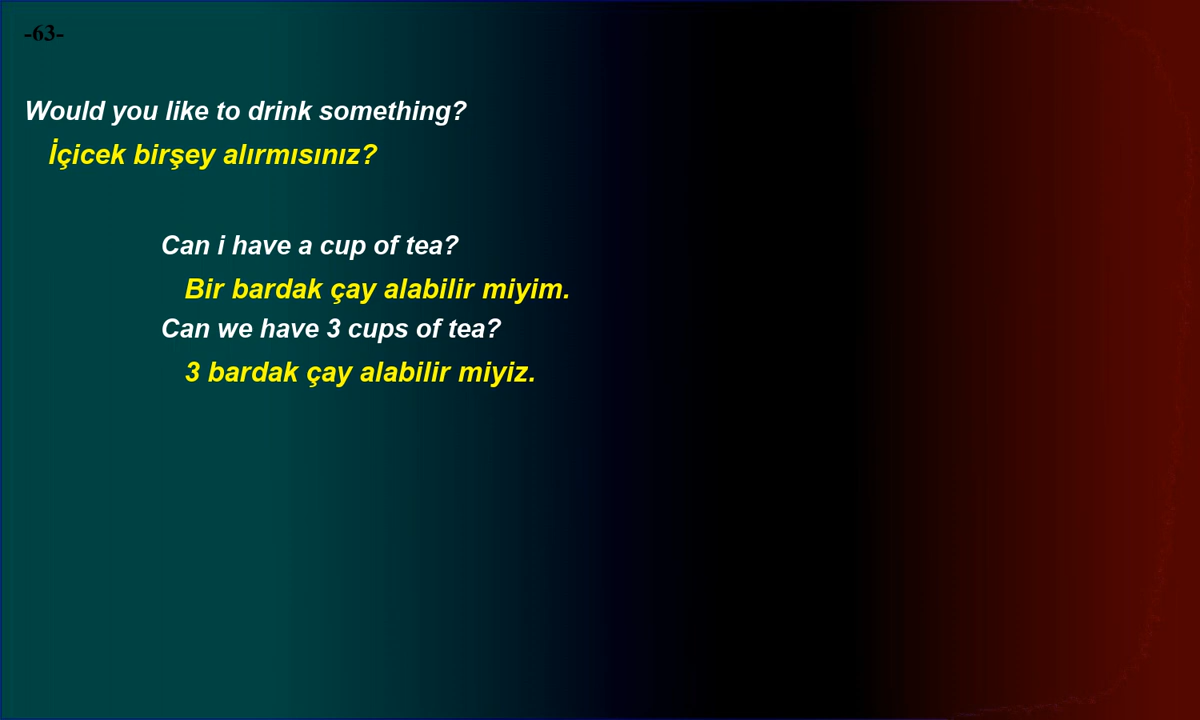 -63-
Would you like to drink something?
İçicek birşey alırmısınız?
Can i have a cup of tea?
Bir bardak çay alabilir miyim.
Can we have 3 cups of tea?
3 bardak çay alabilir miyiz.